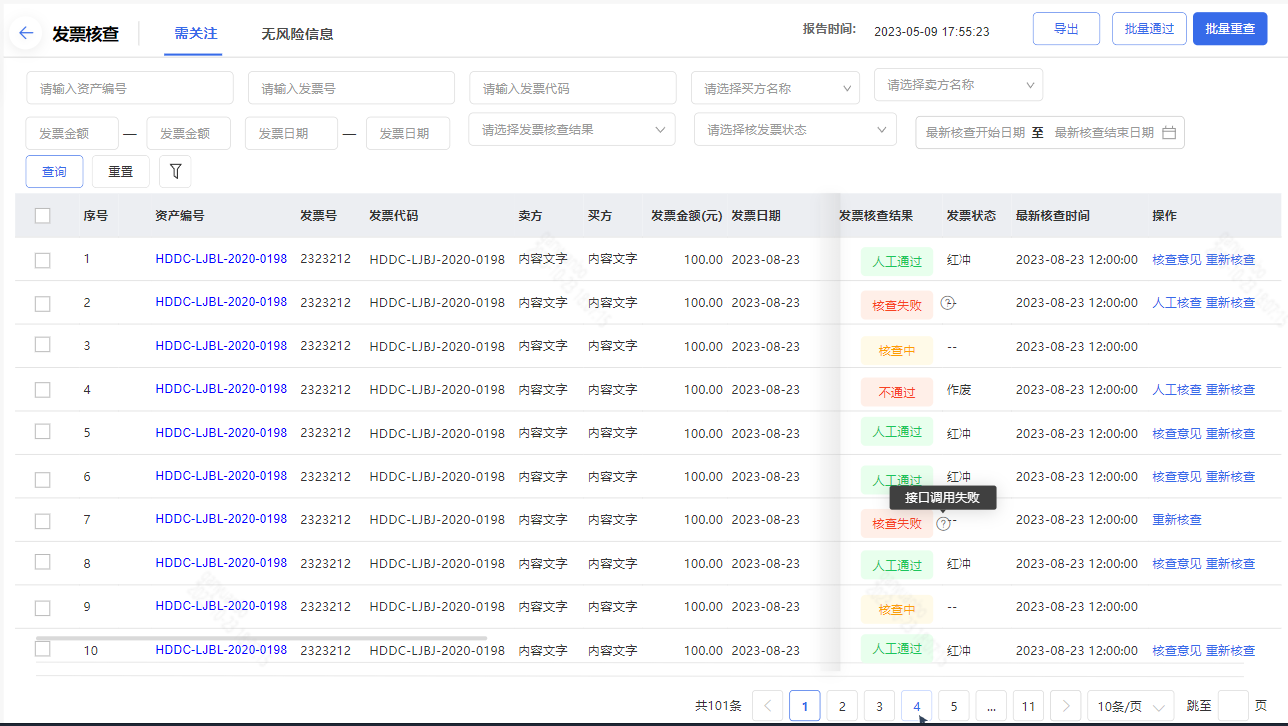 发票核查 需关注 无风险信息 报告时间: 2023-05-09 17:55:23 导出 批量通过 批量重查
请输入资产编号 请输入发票号 请输入发票代码 请选择买方名称 请选择卖方名称
发票金额 — 发票金额 发票日期 — 发票日期 请选择发票核查结果 请选择核发票状态 最新核查开始日期 至 最新核查结束日期
查询 重置
序号 资产编号 发票号 发票代码 卖方 买方 发票金额(元) 发票日期 发票核查结果 发票状态 最新核查时间 操作
1 HDDC-LJBL-2020-0198 2323212 HDDC-LJBJ-2020-0198 内容文字 内容文字 100.00 2023-08-23 人工通过 红冲 2023-08-23 12:00:00 核查意见 重新核查
2 HDDC-LJBL-2020-0198 2323212 HDDC-LJBJ-2020-0198 内容文字 内容文字 100.00 2023-08-23 核查失败 ? -- 2023-08-23 12:00:00 人工核查 重新核查
3 HDDC-LJBL-2020-0198 2323212 HDDC-LJBJ-2020-0198 内容文字 内容文字 100.00 2023-08-23 核查中 -- 2023-08-23 12:00:00
4 HDDC-LJBL-2020-0198 2323212 HDDC-LJBJ-2020-0198 内容文字 内容文字 100.00 2023-08-23 不通过 作废 2023-08-23 12:00:00 人工核查 重新核查
5 HDDC-LJBL-2020-0198 2323212 HDDC-LJBJ-2020-0198 内容文字 内容文字 100.00 2023-08-23 人工通过 红冲 2023-08-23 12:00:00 核查意见 重新核查
6 HDDC-LJBL-2020-0198 2323212 HDDC-LJBJ-2020-0198 内容文字 内容文字 100.00 2023-08-23 人工通过 红冲 2023-08-23 12:00:00 核查意见 重新核查
接口调用失败
7 HDDC-LJBL-2020-0198 2323212 HDDC-LJBJ-2020-0198 内容文字 内容文字 100.00 2023-08-23 核查失败 ? -- 2023-08-23 12:00:00 重新核查
8 HDDC-LJBL-2020-0198 2323212 HDDC-LJBJ-2020-0198 内容文字 内容文字 100.00 2023-08-23 人工通过 红冲 2023-08-23 12:00:00 核查意见 重新核查
9 HDDC-LJBL-2020-0198 2323212 HDDC-LJBJ-2020-0198 内容文字 内容文字 100.00 2023-08-23 核查中 -- 2023-08-23 12:00:00
10 HDDC-LJBL-2020-0198 2323212 HDDC-LJBJ-2020-0198 内容文字 内容文字 100.00 2023-08-23 人工通过 红冲 2023-08-23 12:00:00 核查意见 重新核查
共101条 1 2 3 4 5 ... 11 10条/页 跳至 页